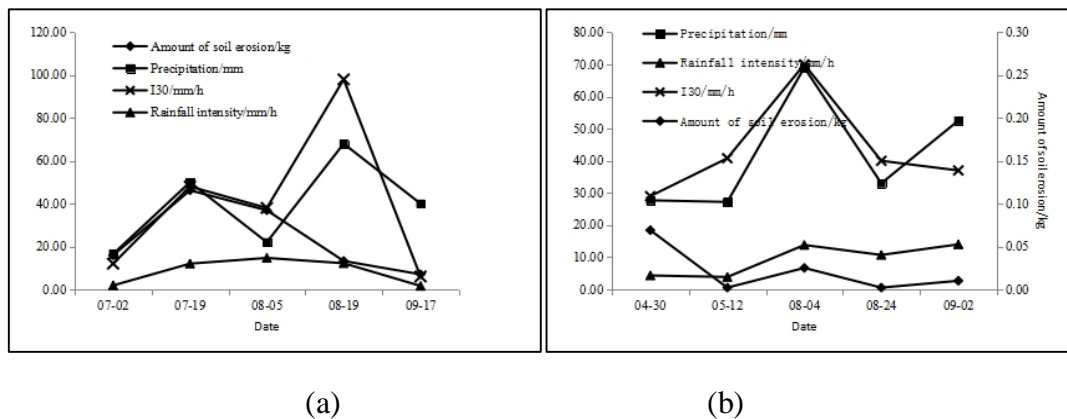 120.00
100.00
80.00
60.00
40.00
20.00
0.00
Amount of soil erosion/kg
Precipitation/mm
I30/mm/h
Rainfall intensity/mm/h
07-02 07-19 08-05 08-19 09-17
Date
80.00
70.00
60.00
50.00
40.00
30.00
20.00
10.00
0.00
Precipitation/mm
Rainfall intensity/mm/h
I30/mm/h
Amount of soil erosion/kg
0.30
0.25
0.20
0.15
0.10
0.05
0.00
Amount of soil erosion/kg
04-30 05-12 08-04 08-24 09-02
Date
(a) (b)